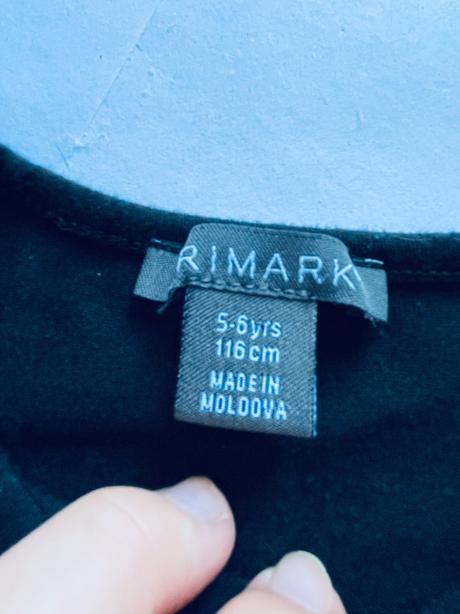 RIMARK
5-6yrs
116cm
MADE IN
MOLDOVA